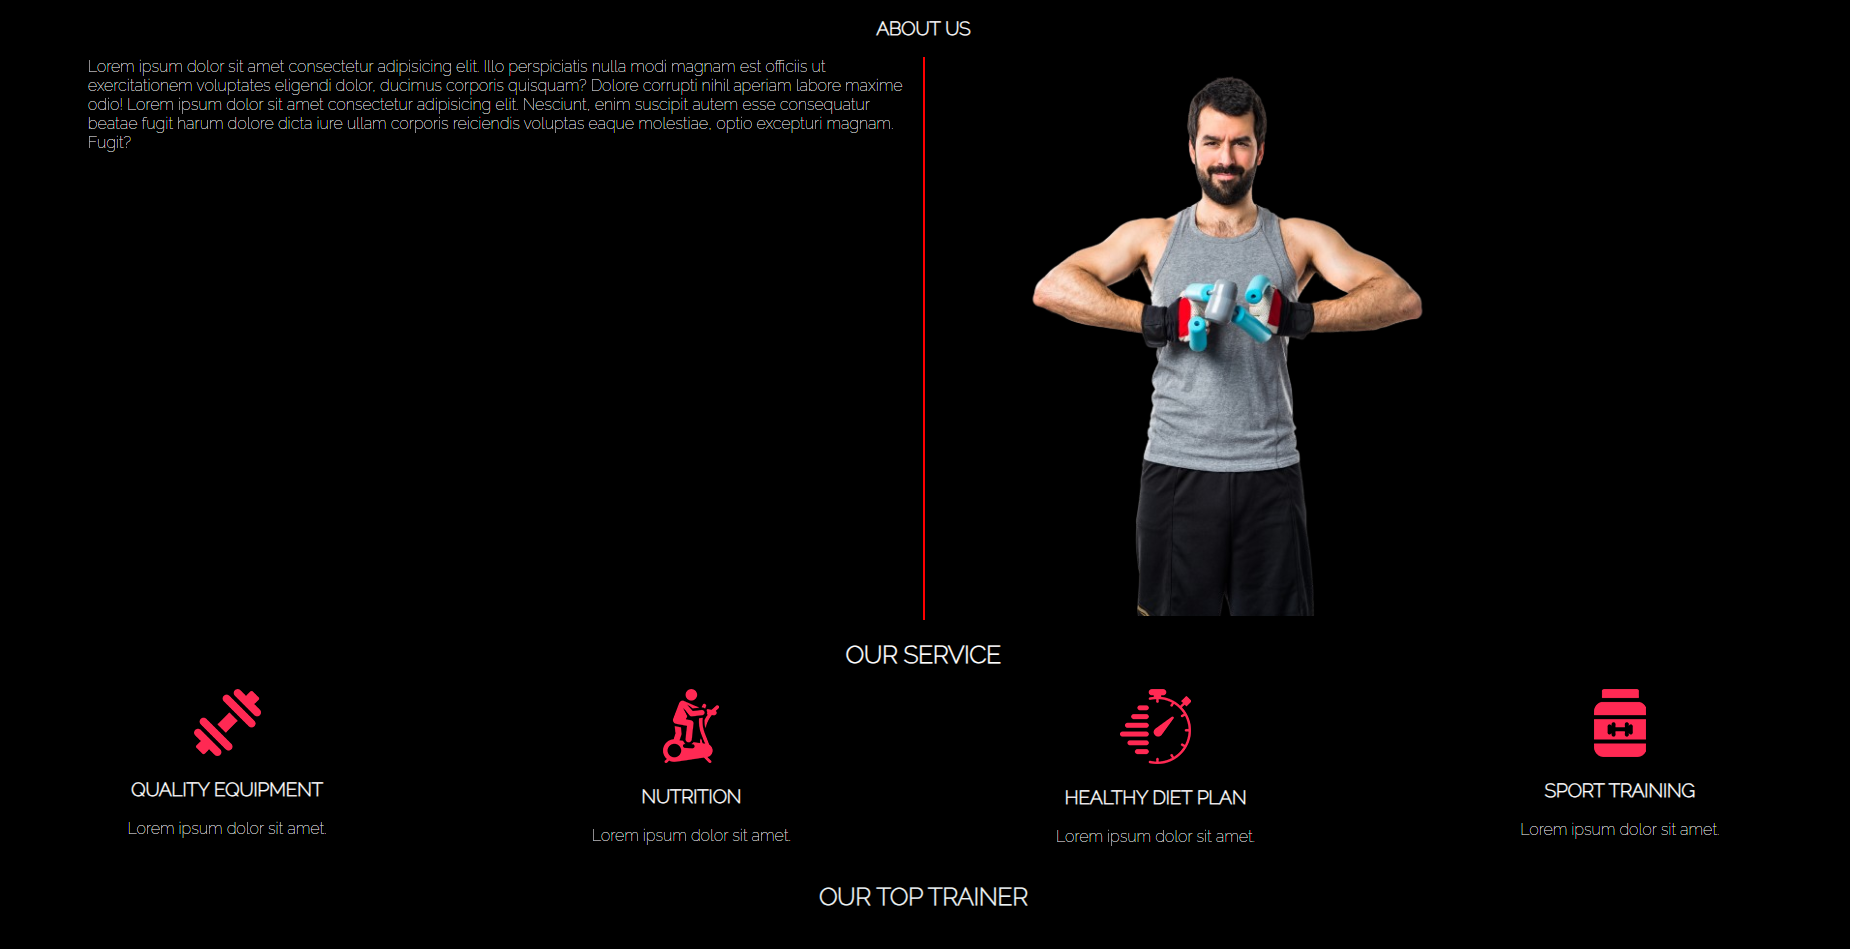 ABOUT US
Lorem ipsum dolor sit amet consectetur adipisicing elit. Illo perspiciatis nulla modi magnam est officiis ut
exercitationem voluptates eligendi dolor, ducimus corporis quisquam? Dolore corrupti nihil aperiam labore maxime
odio! Lorem ipsum dolor sit amet consectetur adipisicing elit. Nesciunt, enim suscipit autem esse consequatur
beatae fugit harum dolore dicta iure ullam corporis reiciendis voluptas eaque molestiae, optio excepturi magnam.
Fugit?
OUR SERVICE
QUALITY EQUIPMENT
Lorem ipsum dolor sit amet.
NUTRITION
Lorem ipsum dolor sit amet.
HEALTHY DIET PLAN
Lorem ipsum dolor sit amet.
SPORT TRAINING
Lorem ipsum dolor sit amet.
OUR TOP TRAINER